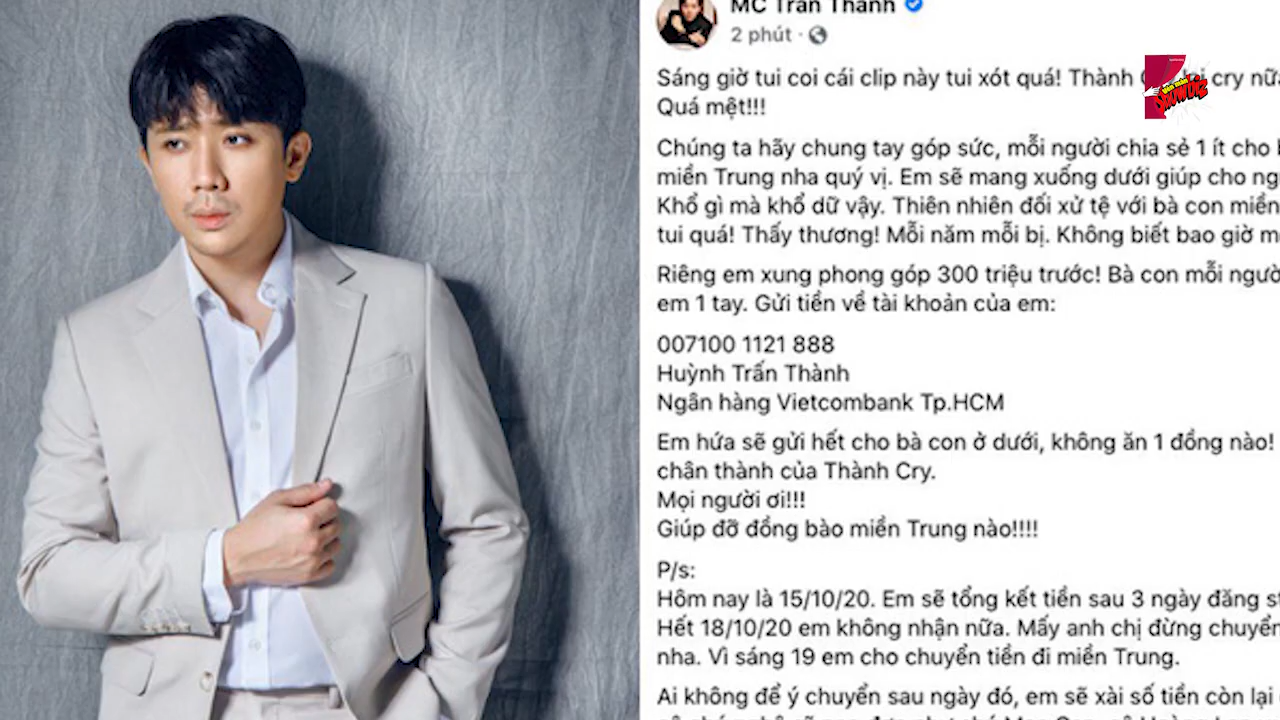 MC Trấn Thành
2 phút ·
Sáng giờ tui coi cái clip này tui xót quá! Thành cry nữa
Quá mệt!!!
Chúng ta hãy chung tay góp sức, mỗi người chia sẻ 1 ít cho
miền Trung nha quý vị. Em sẽ mang xuống dưới giúp cho
Khổ gì mà khổ dữ vậy. Thiên nhiên đối xử tệ với bà con miền
tui quá! Thấy thương! Mỗi năm mỗi bị. Không biết bao giờ
Riêng em xung phong góp 300 triệu trước! Bà con mỗi người
em 1 tay. Gửi tiền về tài khoản của em:
007100 1121 888
Huỳnh Trấn Thành
Ngân hàng Vietcombank Tp.HCM
Em hứa sẽ gửi hết cho bà con ở dưới, không ăn 1 đồng nào!
chân thành của Thành Cry.
Mọi người ơi!!!
Giúp đỡ đồng bào miền Trung nào!!!!
P/s:
Hôm nay là 15/10/20. Em sẽ tổng kết tiền sau 3 ngày đăng
Hết 18/10/20 em không nhận nữa. Mấy anh chị đừng chuyển
nha. Vì sáng 19 em cho chuyển tiền đi miền Trung.
Ai không để ý chuyển sau ngày đó, em sẽ xài số tiền còn lại
Showbiz